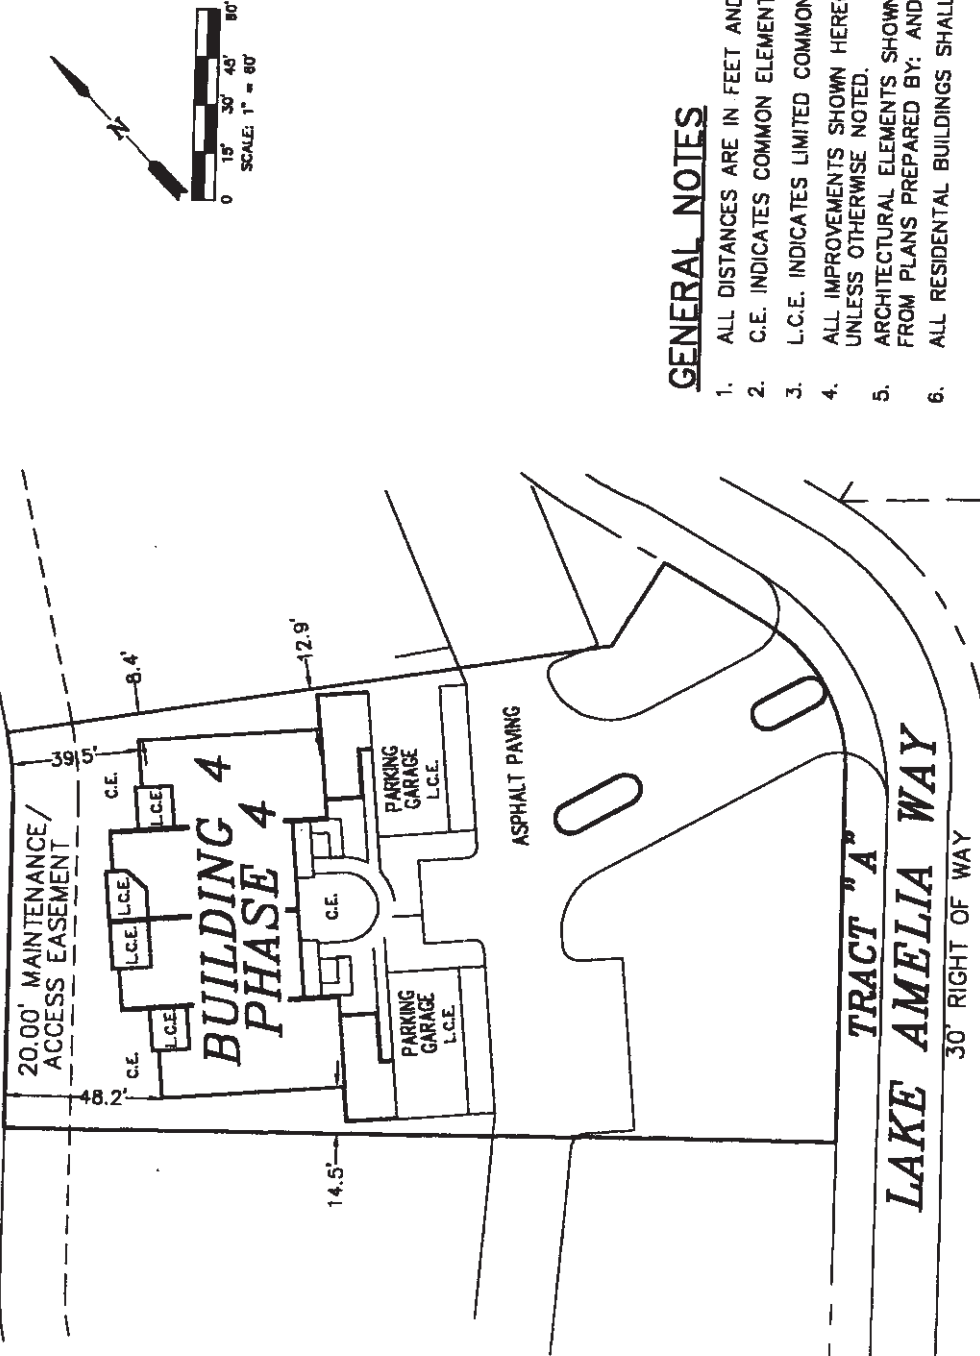 N
0 15' 30' 45' 60'
SCALE: 1" = 60'
GENERAL NOTES
1. ALL DISTANCES ARE IN FEET AND
2. C.E. INDICATES COMMON ELEMENT
3. L.C.E. INDICATES LIMITED COMMON
4. ALL IMPROVEMENTS SHOWN HERE
UNLESS OTHERWISE NOTED.
5. ARCHITECTURAL ELEMENTS SHOWN
FROM PLANS PREPARED BY: AND
6. ALL RESIDENTAL BUILDINGS SHALL
20.00' MAINTENANCE/
ACCESS EASEMENT
39.5'
8.4'
12.9'
48.2'
14.5'
C.E.
C.E.
L.C.E.
L.C.E.
L.C.E.
L.C.E.
BUILDING 4
PHASE 4
C.E.
PARKING
GARAGE
L.C.E.
PARKING
GARAGE
L.C.E.
ASPHALT PAVING
TRACT "A"
LAKE AMELIA WAY
30' RIGHT OF WAY